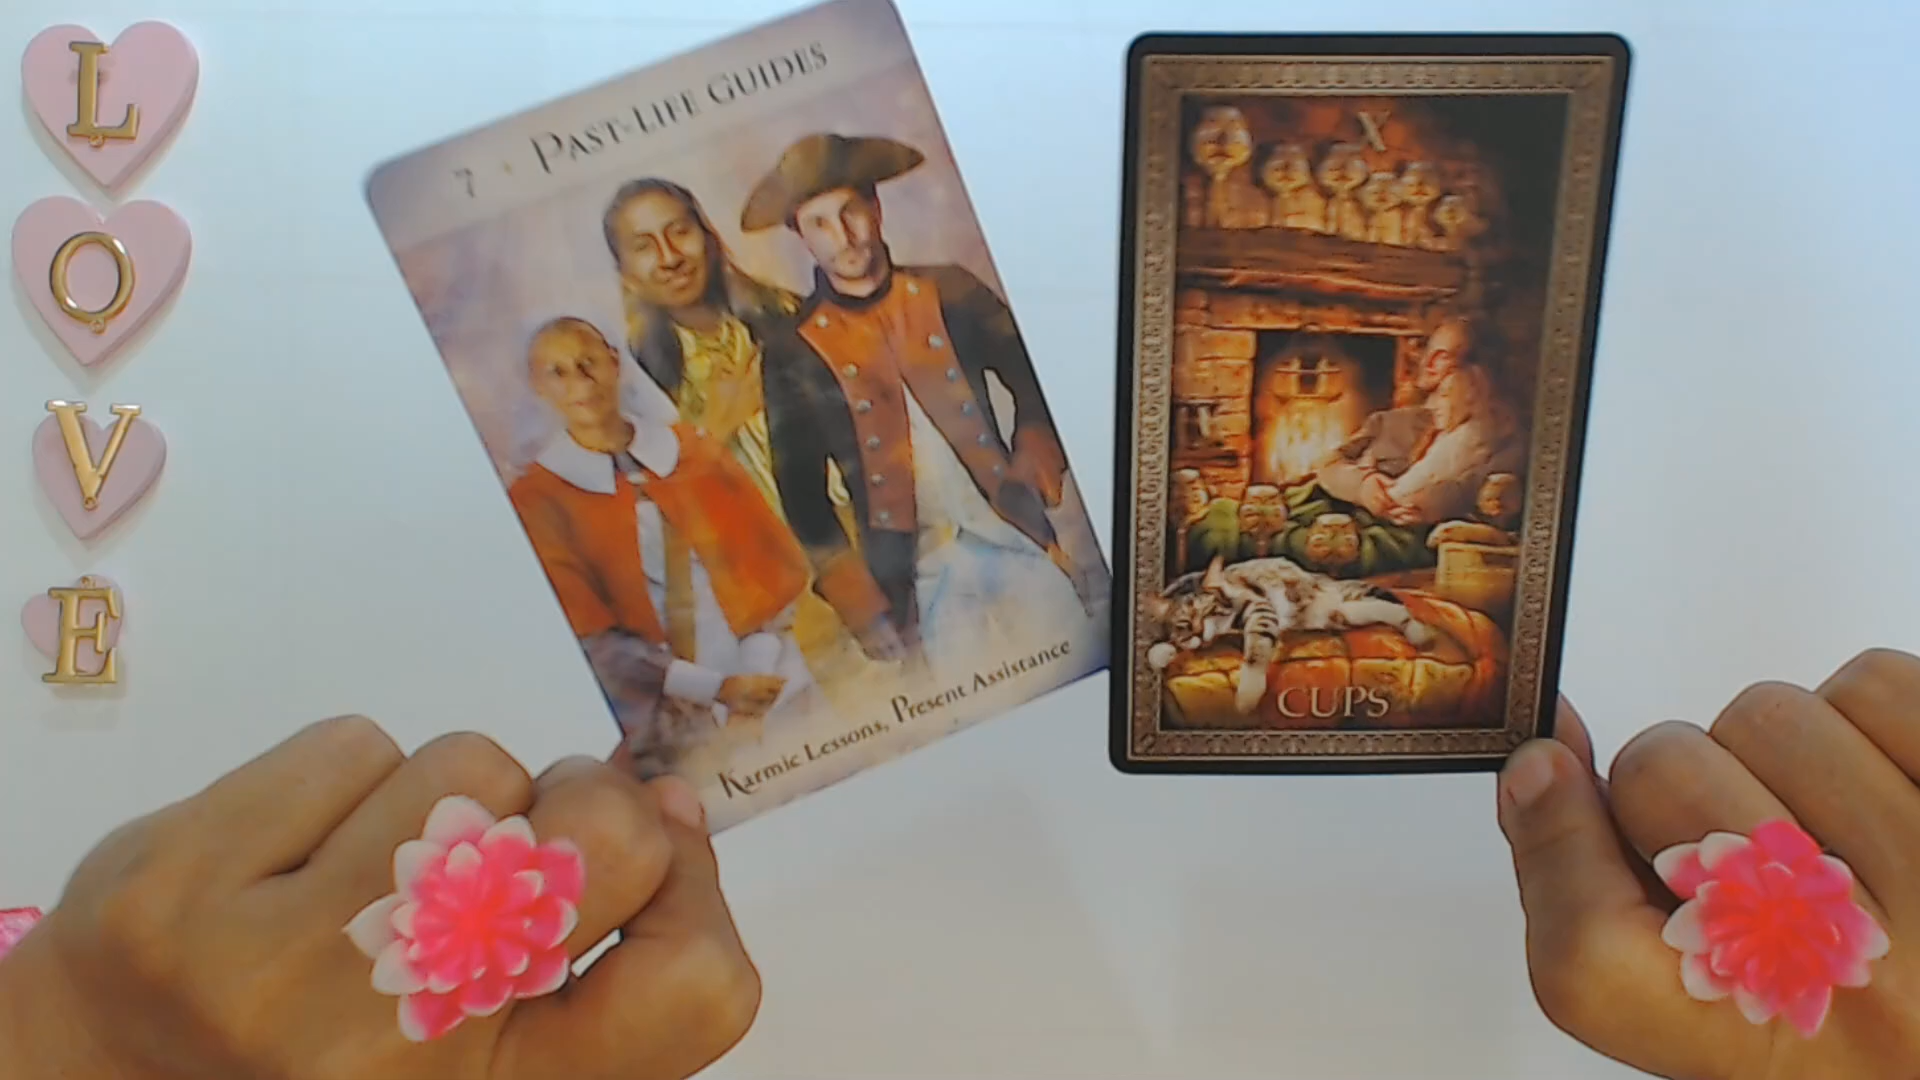 L
O
V
E
7 · PAST-LIFE GUIDES
Karmic Lessons, Present Assistance
X
CUPS